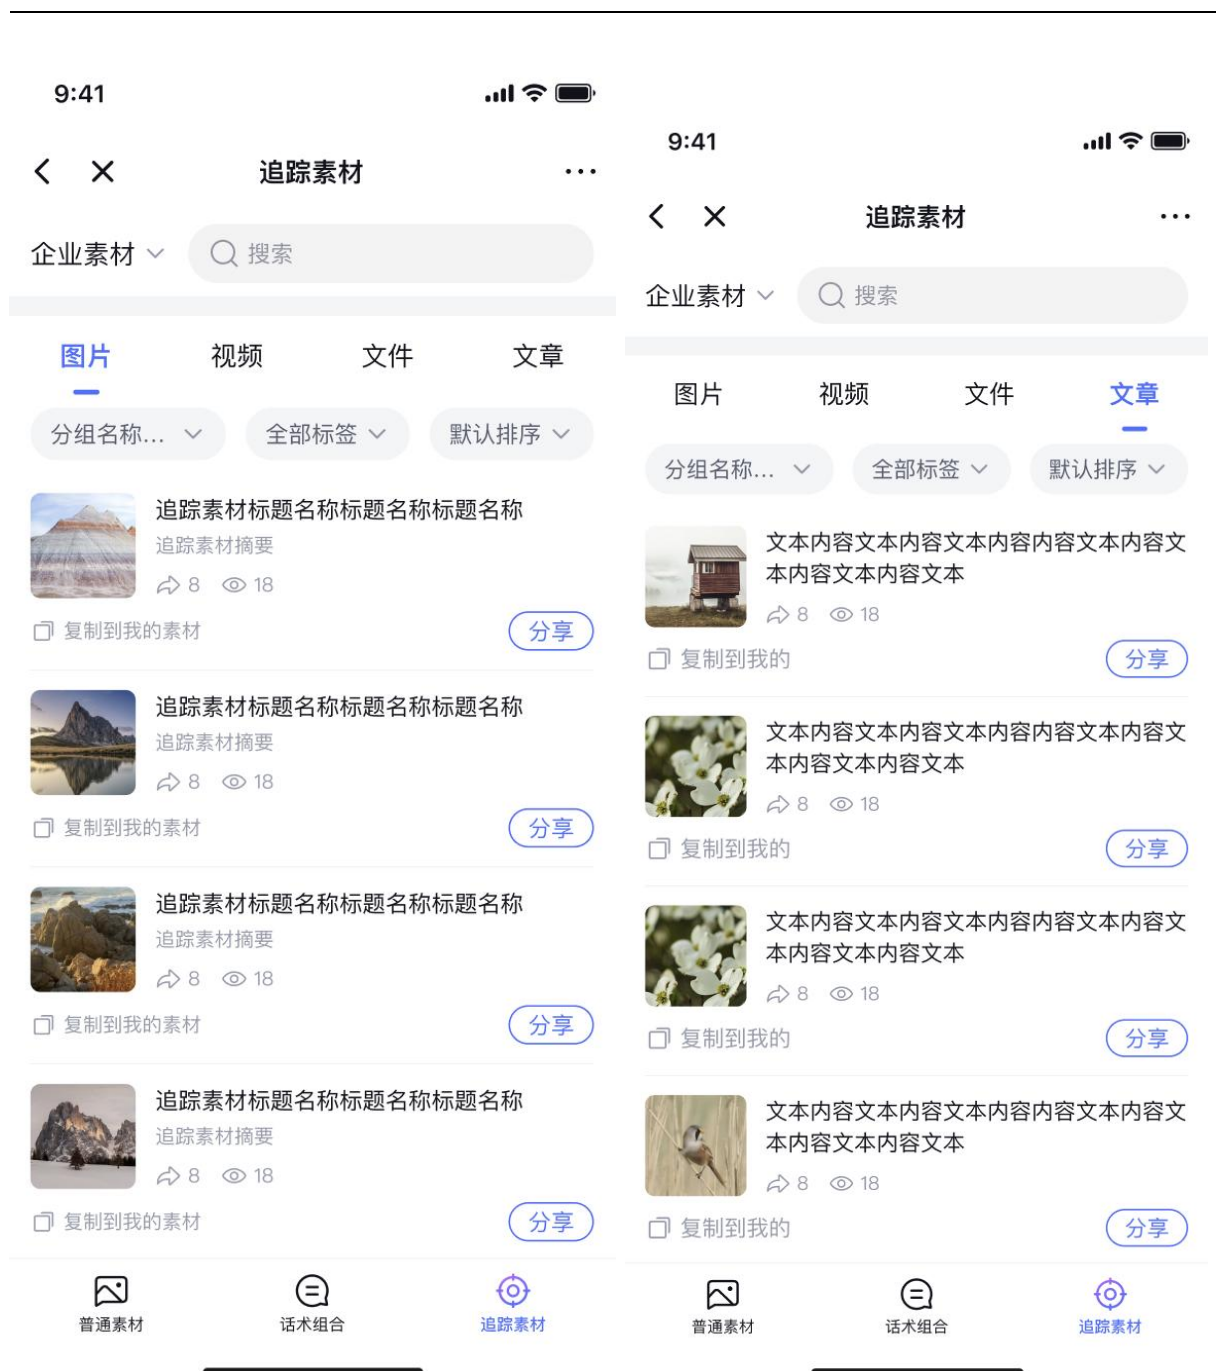 9:41
追踪素材
企业素材
搜索
图片 视频 文件 文章
分组名称... 全部标签 默认排序
追踪素材标题名称标题名称标题名称
追踪素材摘要
8 18
复制到我的素材 分享
追踪素材标题名称标题名称标题名称
追踪素材摘要
8 18
复制到我的素材 分享
追踪素材标题名称标题名称标题名称
追踪素材摘要
8 18
复制到我的素材 分享
追踪素材标题名称标题名称标题名称
追踪素材摘要
8 18
复制到我的素材 分享
普通素材 话术组合 追踪素材
9:41
追踪素材
企业素材
搜索
图片 视频 文件 文章
分组名称... 全部标签 默认排序
文本内容文本内容文本内容内容文本内容文
本内容文本内容文本
8 18
复制到我的 分享
文本内容文本内容文本内容内容文本内容文
本内容文本内容文本
8 18
复制到我的 分享
文本内容文本内容文本内容内容文本内容文
本内容文本内容文本
8 18
复制到我的 分享
文本内容文本内容文本内容内容文本内容文
本内容文本内容文本
8 18
复制到我的 分享
普通素材 话术组合 追踪素材